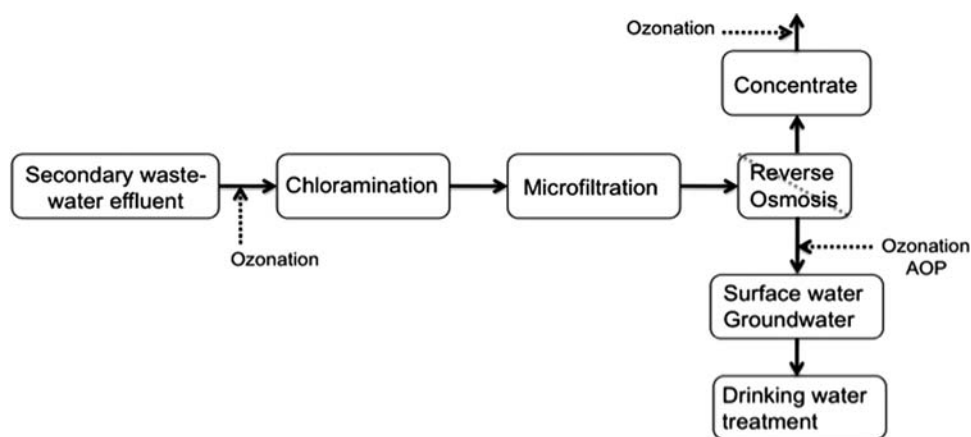 Ozonation
Concentrate
Secondary waste-
water effluent
Chloramination
Microfiltration
Reverse
Osmosis
Ozonation
Ozonation
AOP
Surface water
Groundwater
Drinking water
treatment